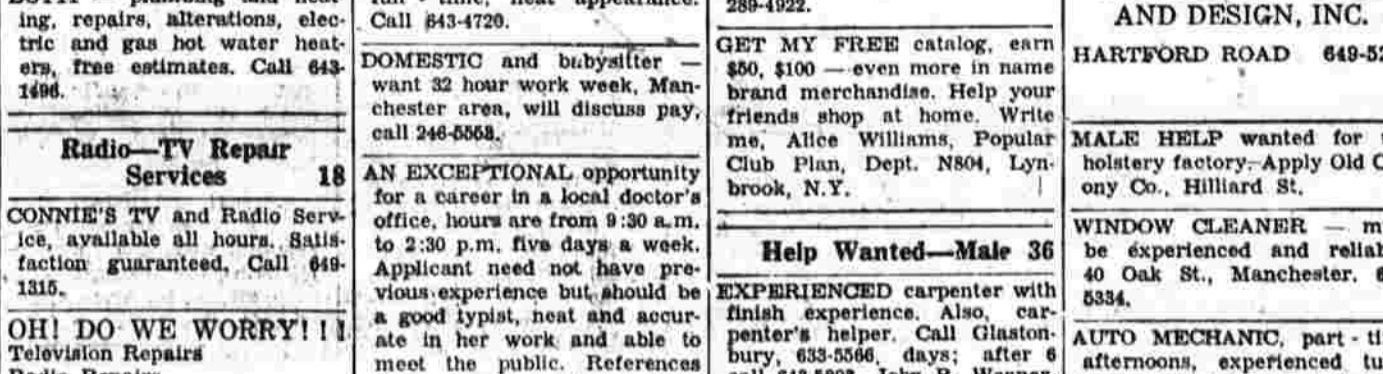 ing, repairs, alterations, elec-
tric and gas hot water heat-
ers, free estimates. Call 643-
1496.
Radio—TV Repair
Services 18
CONNIE'S TV and Radio Serv-
ice, available all hours. Satis-
faction guaranteed, Call 649-
1315.
OH! DO WE WORRY!!!
Television Repairs
Call 643-4720.
DOMESTIC and babysitter —
want 32 hour work week, Man-
chester area, will discuss pay,
call 246-5558.
AN EXCEPTIONAL opportunity
for a career in a local doctor's
office, hours are from 9:30 a.m.
to 2:30 p.m. five days a week.
Applicant need not have pre-
vious experience but should be
a good typist, neat and accur-
ate in her work and able to
meet the public. References
289-4922.
GET MY FREE catalog, earn
$50, $100 — even more in name
brand merchandise. Help your
friends shop at home. Write
me, Alice Williams, Popular
Club Plan, Dept. N804, Lyn-
brook, N.Y.
Help Wanted—Male 36
EXPERIENCED carpenter with
finish experience. Also, car-
penter's helper. Call Glaston-
bury, 633-5566, days; after 6
AND DESIGN, INC.
HARTFORD ROAD 649-52
MALE HELP wanted for
holstery factory. Apply Old C
ony Co., Hilliard St.
WINDOW CLEANER — m
be experienced and reliab
40 Oak St., Manchester. 6
5334.
AUTO MECHANIC, part - ti
afternoons, experienced tu